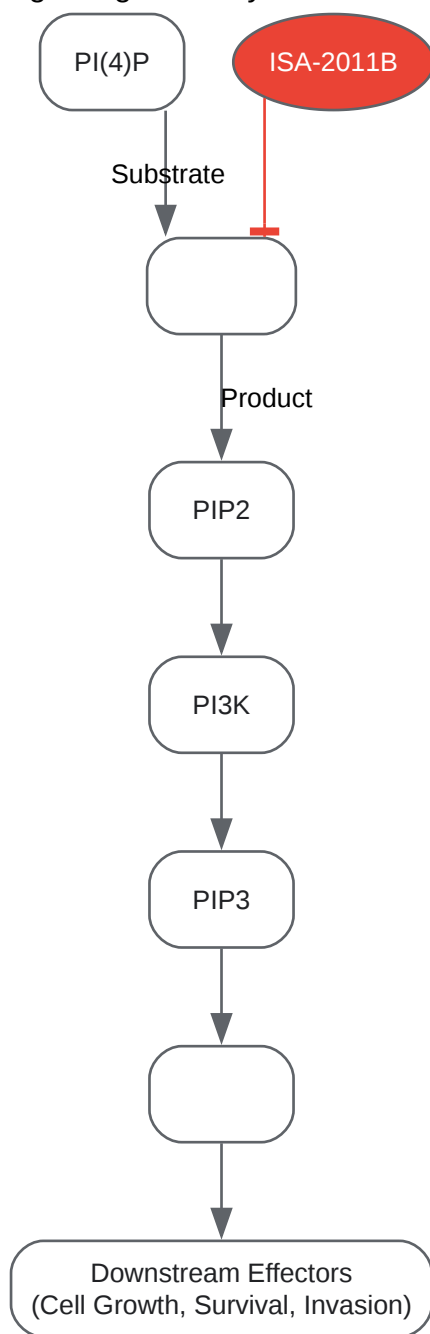 PI(4)P
ISA-2011B
Substrate
Product
PIP2
PI3K
PIP3
Downstream Effectors
(Cell Growth, Survival, Invasion)